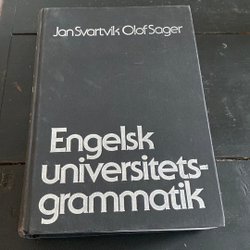 Jan Svartvik Olof Sager
Engelsk
universitets-
grammatik